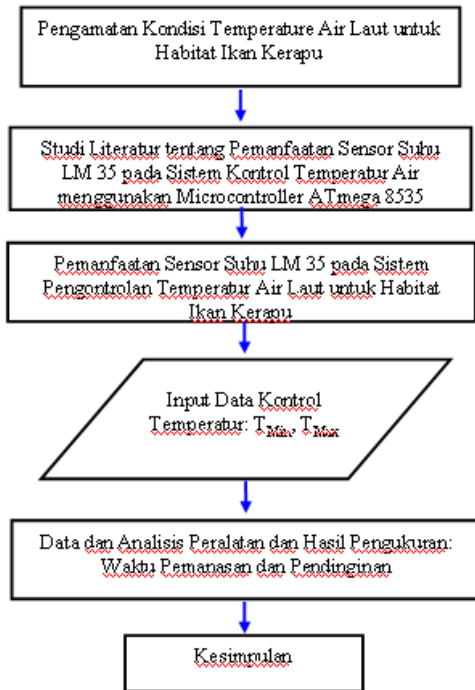 Pengamatan Kondisi Temperature Air Laut untuk
Habitat Ikan Kerapu
Studi Literatur tentang Pemanfaatan Sensor Suhu
LM 35 pada Sistem Kontrol Temperatur Air
menggunakan Microcontroller ATmega 8535
Pemanfaatan Sensor Suhu LM 35 pada Sistem
Pengontrolan Temperatur Air Laut untuk Habitat
Ikan Kerapu
Input Data Kontrol
Temperatur: TMin, TMax
Data dan Analisis Peralatan dan Hasil Pengukuran:
Waktu Pemanasan dan Pendinginan
Kesimpulan